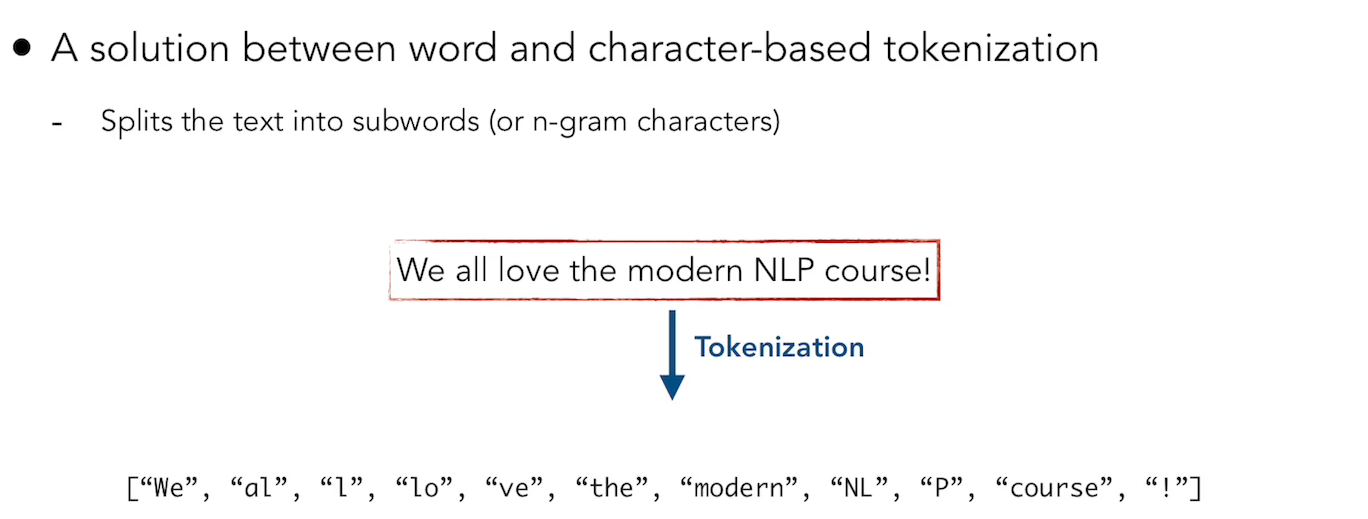 • A solution between word and character-based tokenization
- Splits the text into subwords (or n-gram characters)
We all love the modern NLP course!
Tokenization
[“We”, “al”, “l”, “lo”, “ve”, “the”, “modern”, “NL”, “P”, “course”, “!”]